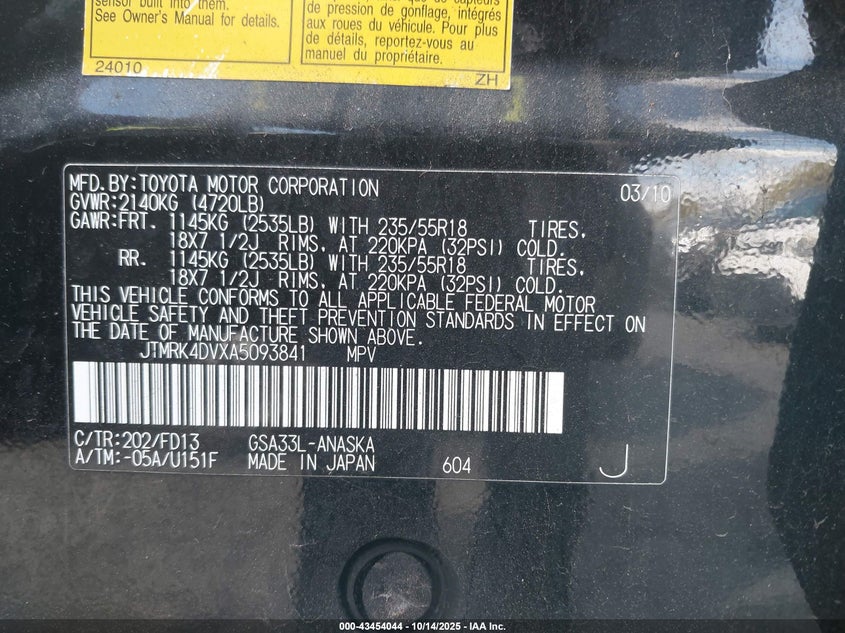 sensor built into them.
See Owner's Manual for details.
de pression de gonflage, intégrés
aux roues du véhicule. Pour plus
de détails, reportez-vous au
manuel du propriétaire.
24010
ZH
MFD. BY: TOYOTA MOTOR CORPORATION 03/10
GVWR: 2140KG (4720LB)
GAWR: FRT. 1145KG (2535LB) WITH 235/55R18 TIRES,
18X7 1/2J RIMS, AT 220KPA (32PSI) COLD.
RR. 1145KG (2535LB) WITH 235/55R18 TIRES,
18X7 1/2J RIMS, AT 220KPA (32PSI) COLD.
THIS VEHICLE CONFORMS TO ALL APPLICABLE FEDERAL MOTOR
VEHICLE SAFETY AND THEFT PREVENTION STANDARDS IN EFFECT ON
THE DATE OF MANUFACTURE SHOWN ABOVE.
JTMRK4DVXA5093841 MPV
C/TR: 202/FD13 GSA33L-ANASKA
A/TM: -05A/U151F MADE IN JAPAN 604 J
000-43454044 | 10/14/2025 - IAA Inc.